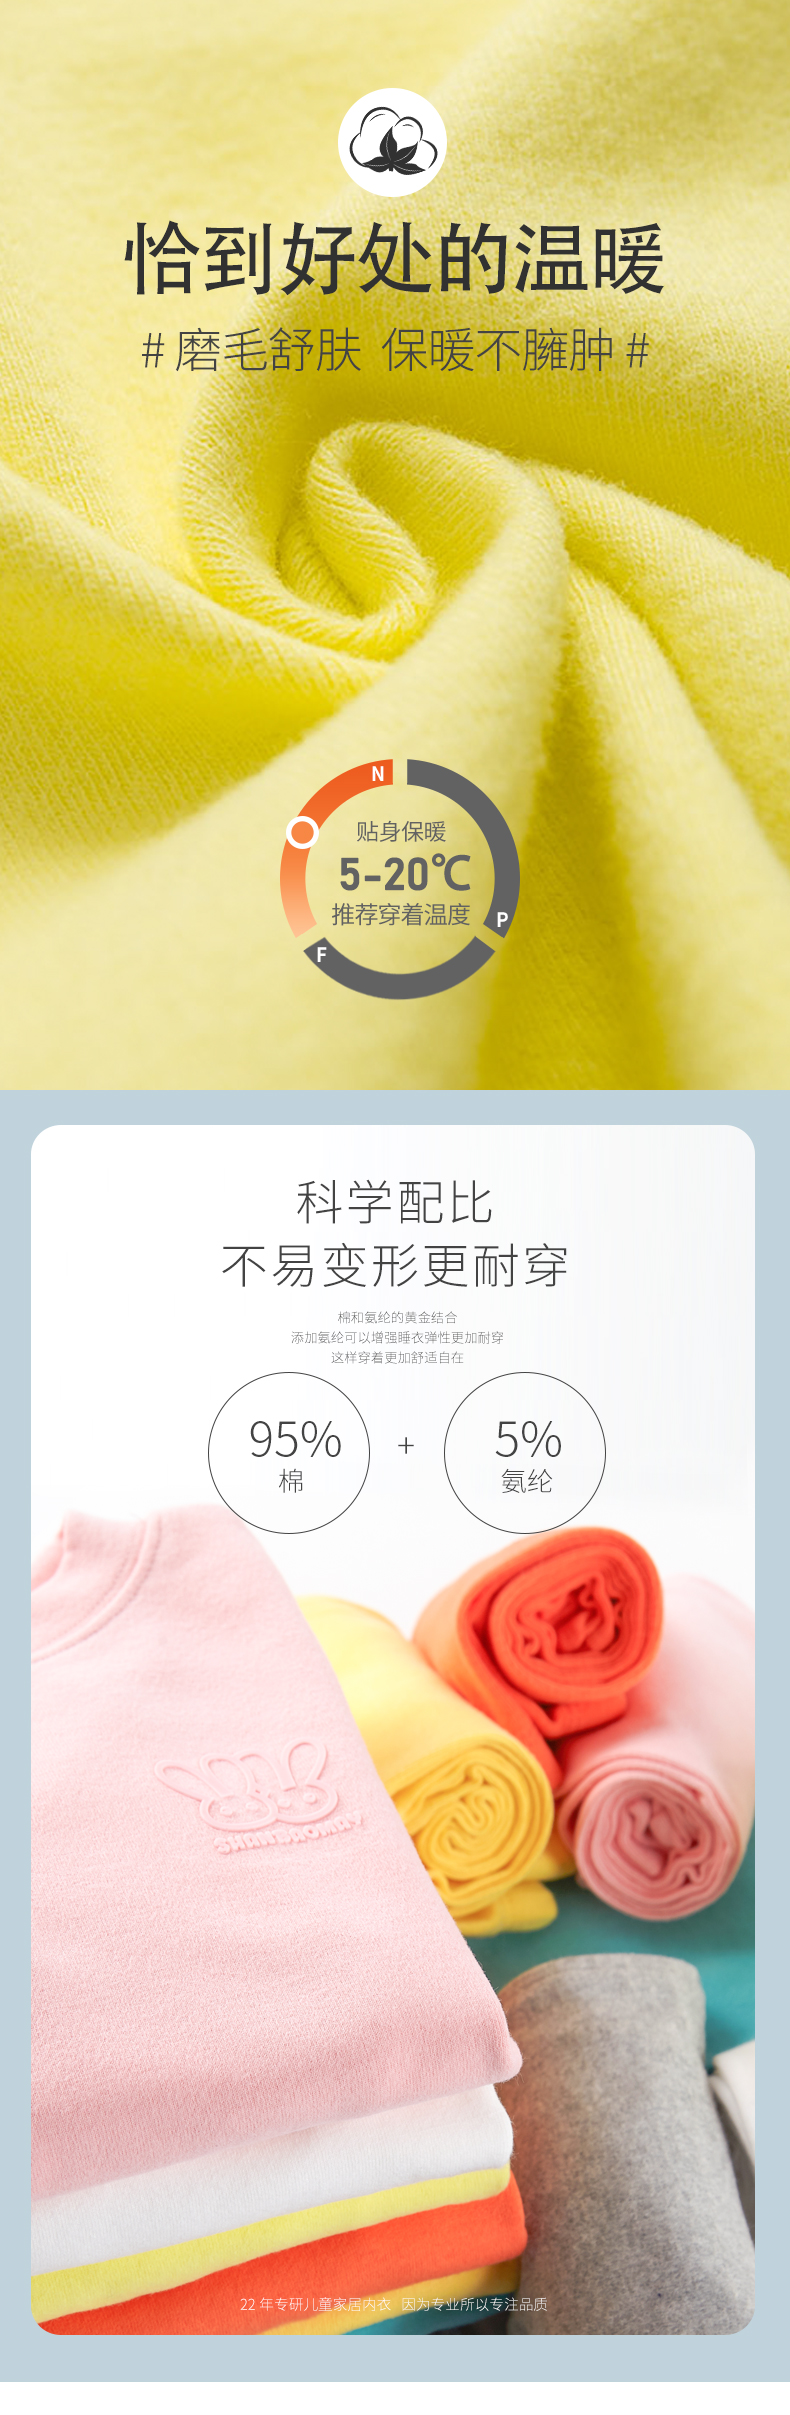 恰到好处的温暖
# 磨毛舒肤 保暖不臃肿 #
N
贴身保暖
5-20℃
推荐穿着温度
P
F
科学配比
不易变形更耐穿
棉和氨纶的黄金结合
添加氨纶可以增强睡衣弹性更加耐穿
这样穿着更加舒适自在
95%
棉
+
5%
氨纶
SHANBAOMAY
22 年专研儿童家居内衣 因为专业所以专注品质